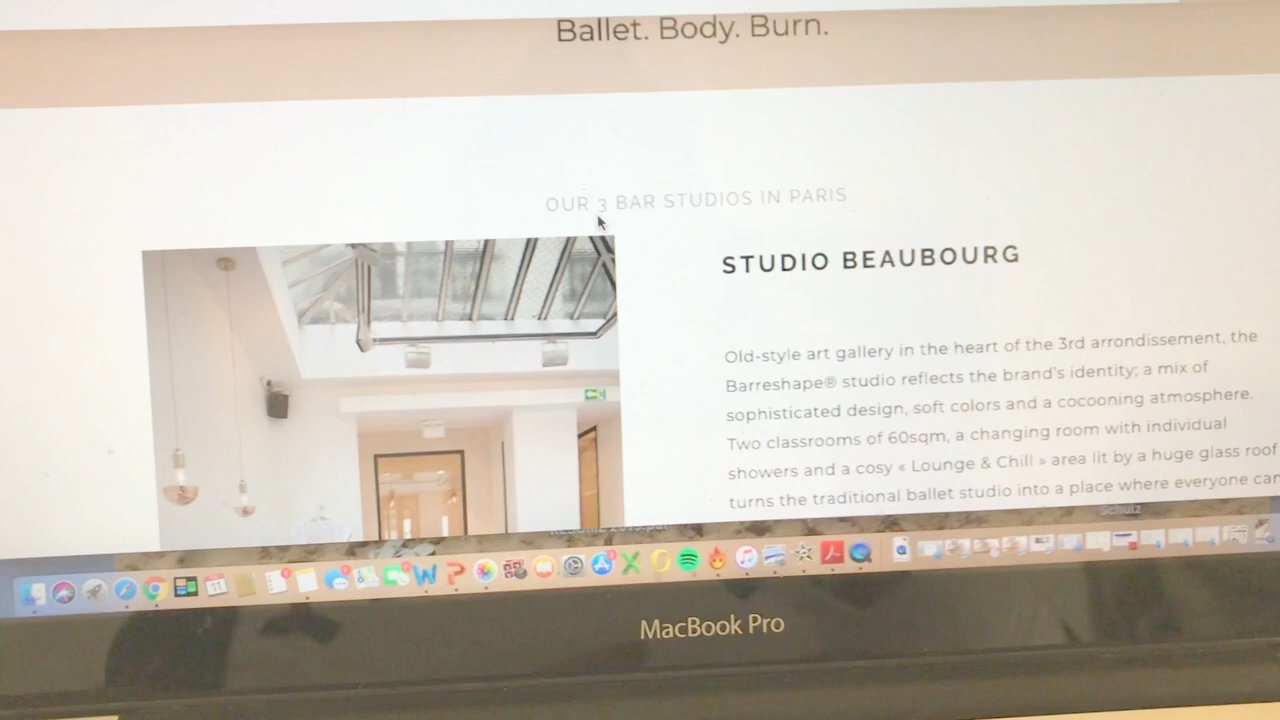 Ballet. Body. Burn.
OUR 3 BAR STUDIOS IN PARIS
STUDIO BEAUBOURG
Old-style art gallery in the heart of the 3rd arrondissement, the
Barreshape® studio reflects the brand's identity; a mix of
sophisticated design, soft colors and a cocooning atmosphere.
Two classrooms of 60sqm, a changing room with individual
showers and a cosy « Lounge & Chill » area lit by a huge glass roof
turns the traditional ballet studio into a place where everyone can
Schulz
11
MacBook Pro